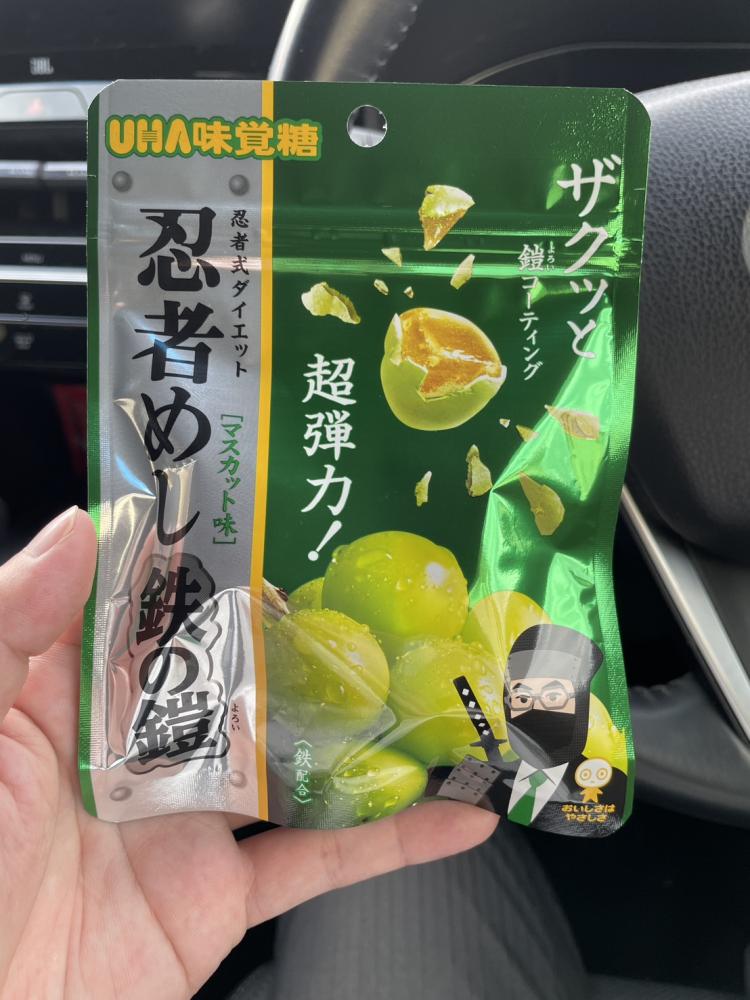 JBL
UHA味覚糖
忍者式ダイエット
忍者めし 鉄の鎧
よろい
[マスカット味]
ザクッと
鎧コーティング
よろい
超弾力!
〈鉄配合〉
おいしさは
やさしさ